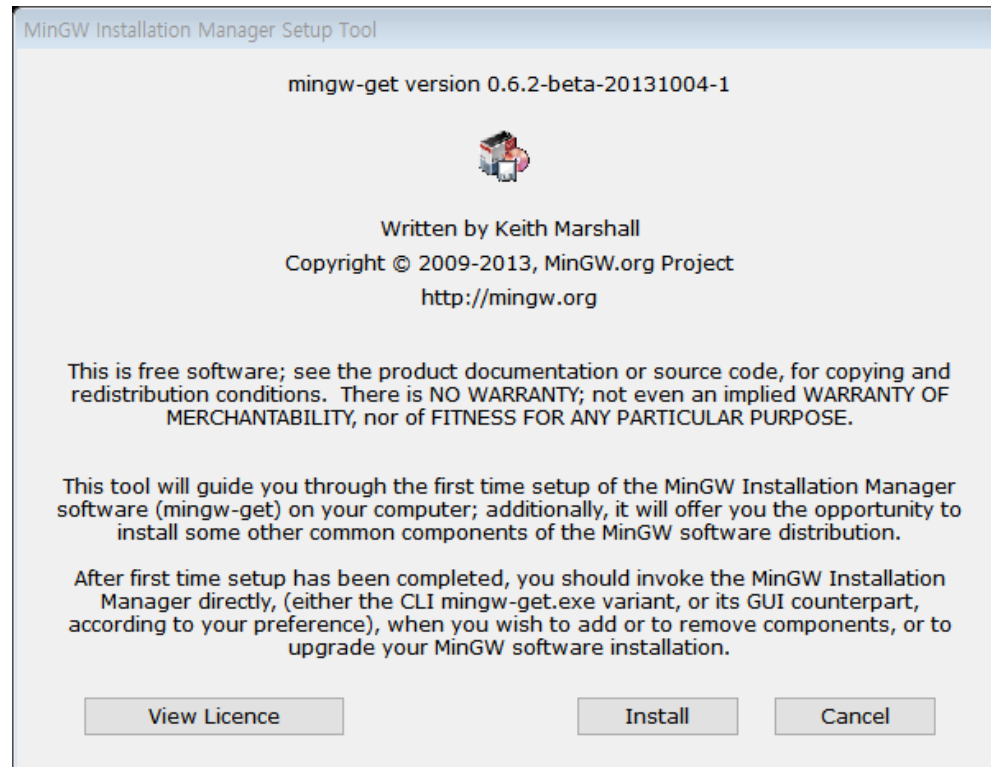 MinGW Installation Manager Setup Tool
mingw-get version 0.6.2-beta-20131004-1
Written by Keith Marshall
Copyright © 2009-2013, MinGW.org Project
http://mingw.org
This is free software; see the product documentation or source code, for copying and
redistribution conditions.  There is NO WARRANTY; not even an implied WARRANTY OF
MERCHANTABILITY, nor of FITNESS FOR ANY PARTICULAR PURPOSE.
This tool will guide you through the first time setup of the MinGW Installation Manager
software (mingw-get) on your computer; additionally, it will offer you the opportunity to
install some other common components of the MinGW software distribution.
After first time setup has been completed, you should invoke the MinGW Installation
Manager directly, (either the CLI mingw-get.exe variant, or its GUI counterpart,
according to your preference), when you wish to add or to remove components, or to
upgrade your MinGW software installation.
View Licence
Install
Cancel